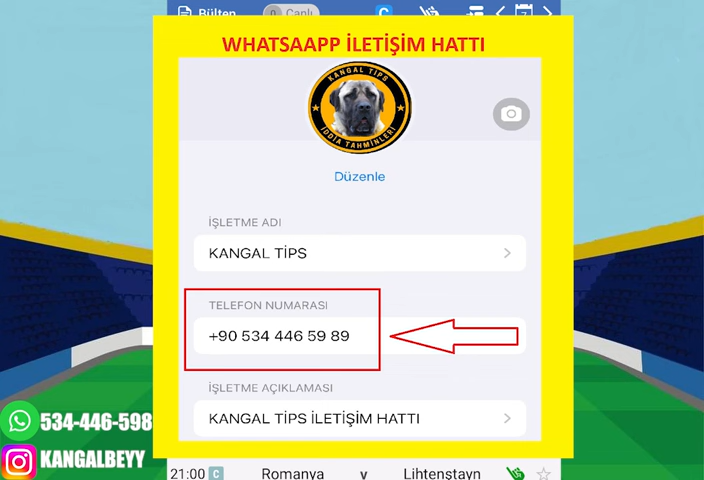 Bülten
Canlı
C
7
WHATSAAPP İLETİŞİM HATTI
KANGAL TİPS
İDDİA TAHMİNLERİ
Düzenle
İŞLETME ADI
KANGAL TİPS
TELEFON NUMARASI
+90 534 446 59 89
İŞLETME AÇIKLAMASI
KANGAL TİPS İLETİŞİM HATTI
534-446-598
KANGALBEYY
21:00 C Romanya v Lihtenştayn